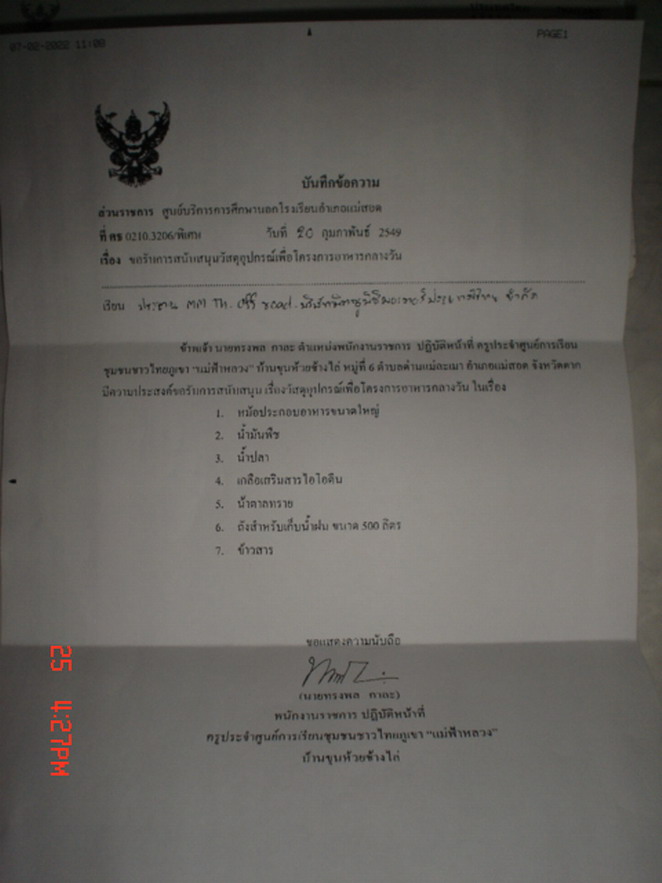 07-02-2022 11:08 PAGE1
บันทึกข้อความ
ส่วนราชการ ศูนย์บริการการศึกษานอกโรงเรียนอำเภอแม่สอด
ที่ ศธ 0210.3206/พิเศษ วันที่ 20 กุมภาพันธ์ 2549
เรื่อง ขอรับการสนับสนุนวัสดุอุปกรณ์เพื่อโครงการอาหารกลางวัน
เรียน ประธาน MM TH. Off road. จำกัด
ข้าพเจ้า นายทรงพล กาละ ตำแหน่งพนักงานราชการ ปฏิบัติหน้าที่ ครูประจำศูนย์การเรียน
ชุมชนชาวไทยภูเขา "แม่ฟ้าหลวง" บ้านขุนห้วยช้างไล่ หมู่ที่ 6 ตำบลด่านแม่ละเมา อำเภอแม่สอด จังหวัดตาก
มีความประสงค์ขอรับการสนับสนุน เรื่องวัสดุอุปกรณ์เพื่อโครงการอาหารกลางวัน ในเรื่อง
1. หม้อประกอบอาหารขนาดใหญ่
2. น้ำมันพืช
3. น้ำปลา
4. เกลือเสริมสารไอโอดีน
5. น้ำตาลทราย
6. ถังสำหรับเก็บน้ำฝน ขนาด 500 ลิตร
7. ข้าวสาร
ขอแสดงความนับถือ
(นายทรงพล กาละ)
พนักงานราชการ ปฏิบัติหน้าที่
ครูประจำศูนย์การเรียนชุมชนชาวไทยภูเขา "แม่ฟ้าหลวง"
บ้านขุนห้วยช้างไล่
25 4:27PM